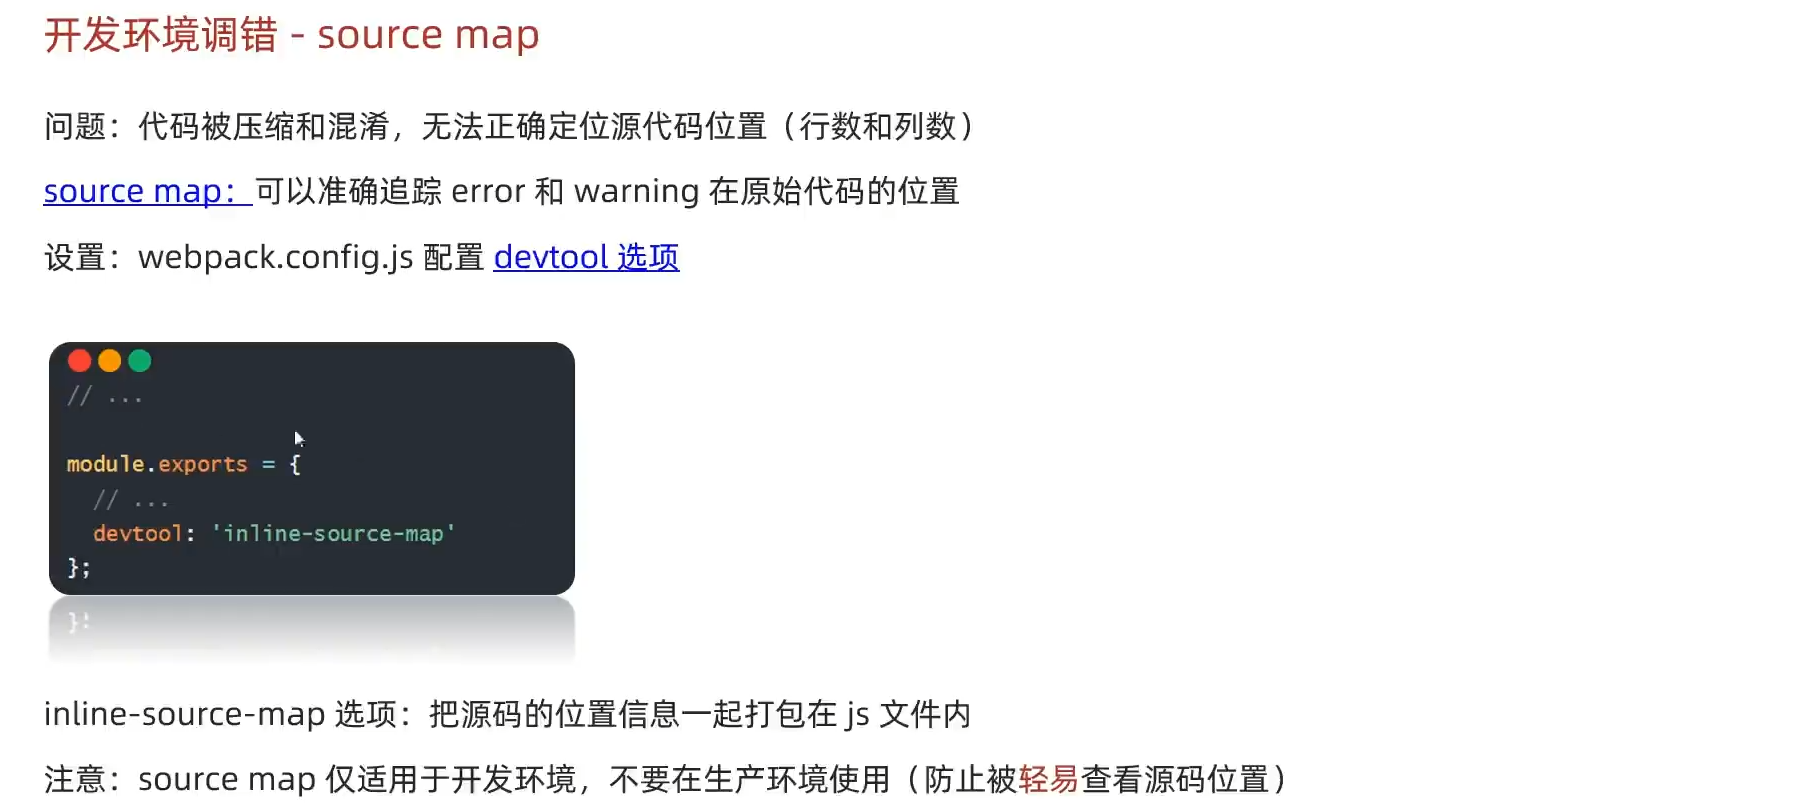 开发环境调错 - source map
问题：代码被压缩和混淆，无法正确定位源代码位置（行数和列数）
source map：可以准确追踪 error 和 warning 在原始代码的位置
设置：webpack.config.js 配置 devtool 选项
// ...
module.exports = {
  // ...
  devtool: 'inline-source-map'
};
inline-source-map 选项：把源码的位置信息一起打包在 js 文件内
注意：source map 仅适用于开发环境，不要在生产环境使用（防止被轻易查看源码位置）